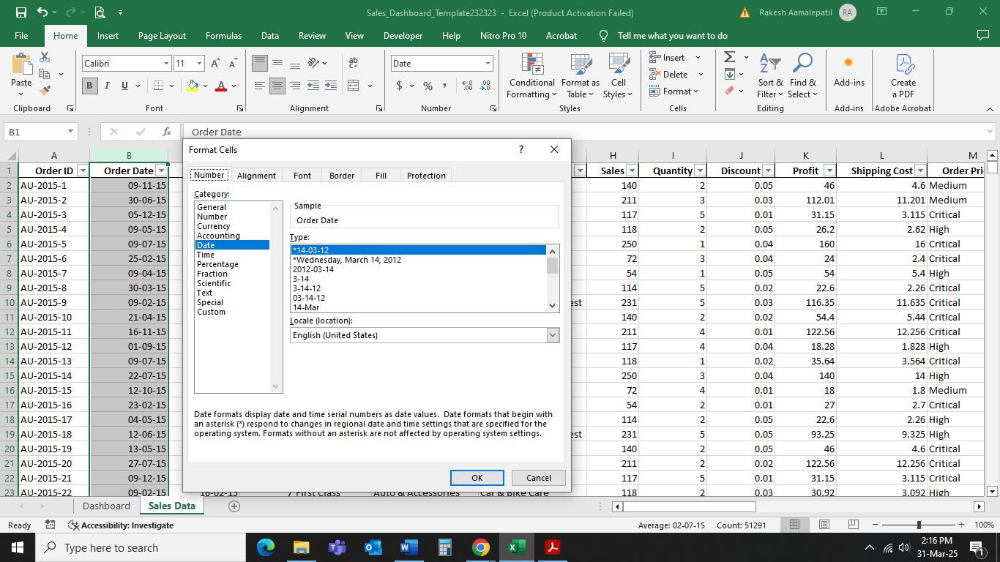 Sales_Dashboard_Template232323 - Excel (Product Activation Failed)
Rakesh Aamalepatil RA
File Home Insert Page Layout Formulas Data Review View Developer Help Nitro Pro 10 Acrobat Tell me what you want to do
Paste
Clipboard
Calibri 11
B I U A
Font
ab
Alignment
Date
$ % ,
Number
Conditional Formatting
Format as Table
Cell Styles
Styles
Insert
Delete
Format
Cells
Sort & Filter
Find & Select
Editing
Add-ins
Add-ins
Create a PDF
Adobe Acrobat
B1 fx Order Date
A B H I J K L M
1 Order ID Order Date Sales Quantity Discount Profit Shipping Cost Order Pri
2 AU-2015-1 09-11-15 140 2 0.05 46 4.6 Medium
3 AU-2015-2 30-06-15 211 3 0.03 112.01 11.201 Medium
4 AU-2015-3 05-12-15 117 5 0.01 31.15 3.115 Critical
5 AU-2015-4 09-05-15 118 2 0.05 26.2 2.62 High
6 AU-2015-5 09-07-15 250 1 0.04 160 16 Critical
7 AU-2015-6 25-02-15 72 3 0.04 24 2.4 Critical
8 AU-2015-7 09-04-15 54 1 0.05 54 5.4 High
9 AU-2015-8 30-03-15 114 5 0.02 22.6 2.26 Critical
10 AU-2015-9 09-02-15 est 231 5 0.03 116.35 11.635 Critical
11 AU-2015-10 21-04-15 140 2 0.02 54.4 5.44 Critical
12 AU-2015-11 16-11-15 211 4 0.01 122.56 12.256 Critical
13 AU-2015-12 01-09-15 117 4 0.04 18.28 1.828 High
14 AU-2015-13 09-07-15 118 1 0.02 35.64 3.564 Critical
15 AU-2015-14 22-07-15 250 3 0.04 140 14 High
16 AU-2015-15 12-10-15 72 4 0.01 18 1.8 Medium
17 AU-2015-16 23-02-15 54 2 0.01 27 2.7 Critical
18 AU-2015-17 04-05-15 114 2 0.05 22.6 2.26 High
19 AU-2015-18 12-06-15 est 231 5 0.05 93.25 9.325 High
20 AU-2015-19 13-05-15 140 2 0.05 46 4.6 Critical
21 AU-2015-20 27-07-15 211 2 0.02 122.56 12.256 Critical
22 AU-2015-21 09-12-15 117 5 0.01 31.15 3.115 Critical
23 AU-2015-22 09-02-15 16-02-15 7 First Class Auto & Accessories Car & Bike Care 118 2 0.03 30.92 3.092 High
Format Cells ?
Number Alignment Font Border Fill Protection
Category:
General
Number
Currency
Accounting
Date
Time
Percentage
Fraction
Scientific
Text
Special
Custom
Sample
Order Date
Type:
*14-03-12
*Wednesday, March 14, 2012
2012-03-14
3-14
3-14-12
03-14-12
14-Mar
Locale (location):
English (United States)
Date formats display date and time serial numbers as date values. Date formats that begin with
an asterisk (*) respond to changes in regional date and time settings that are specified for the
operating system. Formats without an asterisk are not affected by operating system settings.
OK Cancel
Dashboard Sales Data
Ready Accessibility: Investigate Average: 02-07-15 Count: 51291 100%
Type here to search
2:16 PM
31-Mar-25
1